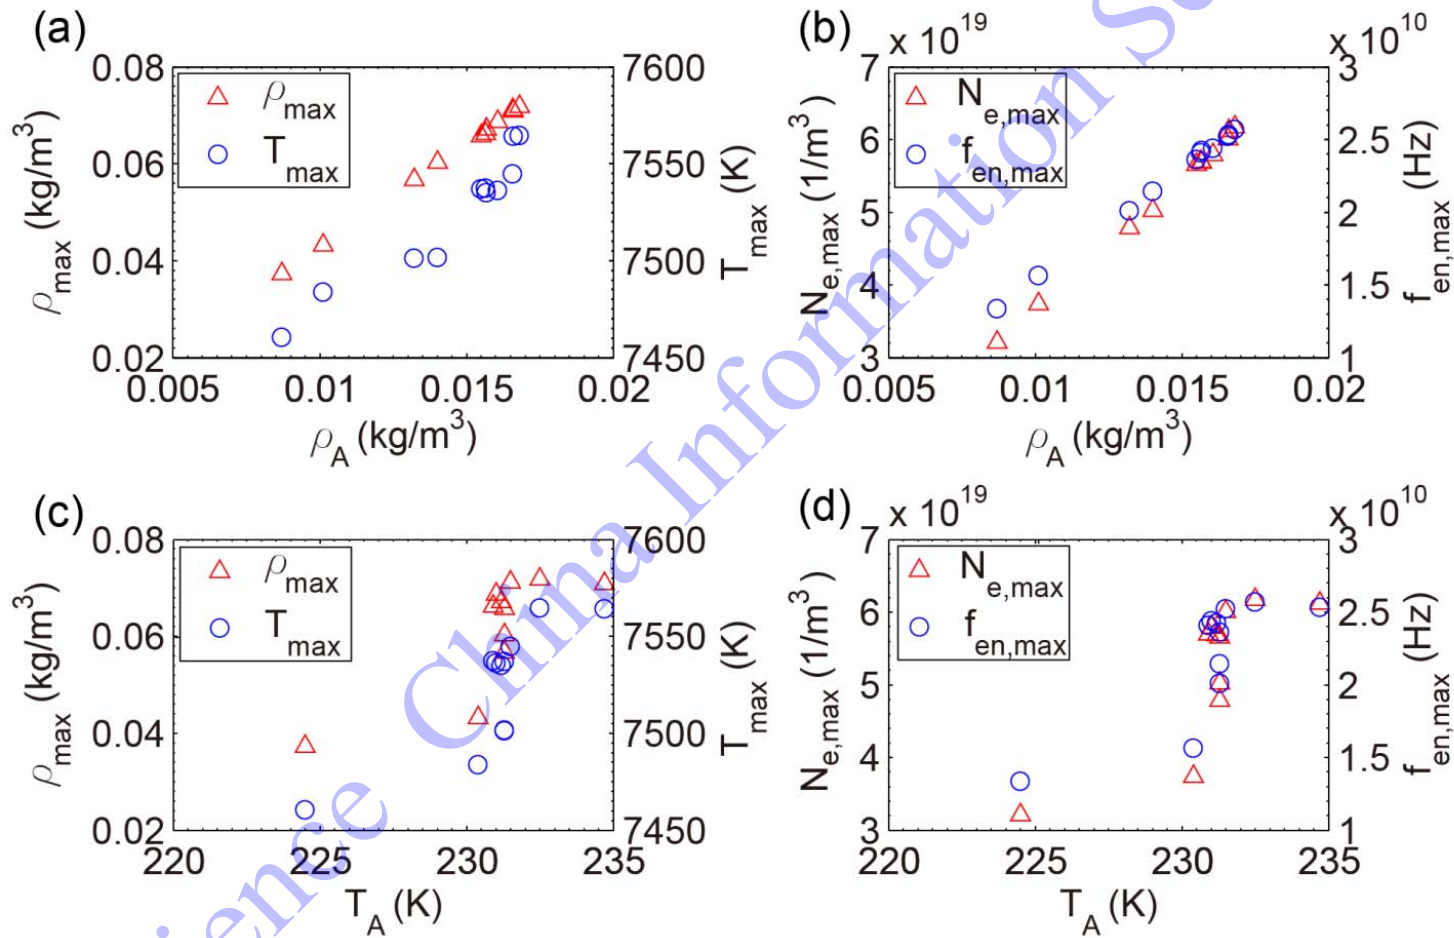 (a)
0.08
0.06
0.04
0.02
ρmax (kg/m³)
ρmax
Tmax
7600
7550
7500
7450
Tmax (K)
0.005
0.01
0.015
0.02
ρA (kg/m³)
(b)
x 10¹⁹
x 10¹⁰
7
6
5
4
3
Ne,max (1/m³)
Ne,max
fen,max
3
2.5
2
1.5
1
fen,max (Hz)
0.005
0.01
0.015
0.02
ρA (kg/m³)
(c)
0.08
0.06
0.04
0.02
ρmax (kg/m³)
ρmax
Tmax
7600
7550
7500
7450
Tmax (K)
220
225
230
235
TA (K)
(d)
x 10¹⁹
x 10¹⁰
7
6
5
4
3
Ne,max (1/m³)
Ne,max
fen,max
3
2.5
2
1.5
1
fen,max (Hz)
220
225
230
235
TA (K)
China Information